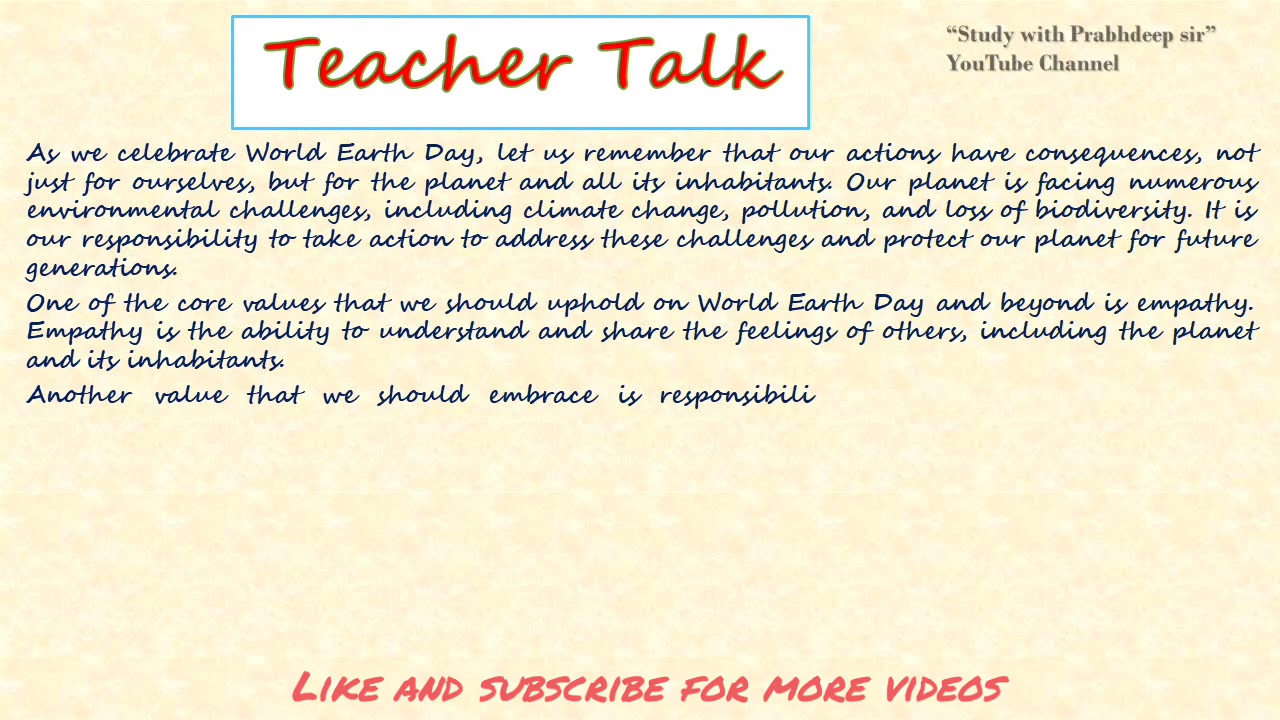 Teacher Talk
“Study with Prabhdeep sir”
YouTube Channel
As we celebrate World Earth Day, let us remember that our actions have consequences, not
just for ourselves, but for the planet and all its inhabitants. Our planet is facing numerous
environmental challenges, including climate change, pollution, and loss of biodiversity. It is
our responsibility to take action to address these challenges and protect our planet for future
generations.
One of the core values that we should uphold on World Earth Day and beyond is empathy.
Empathy is the ability to understand and share the feelings of others, including the planet
and its inhabitants.
Another value that we should embrace is responsibili
Like and subscribe for more videos